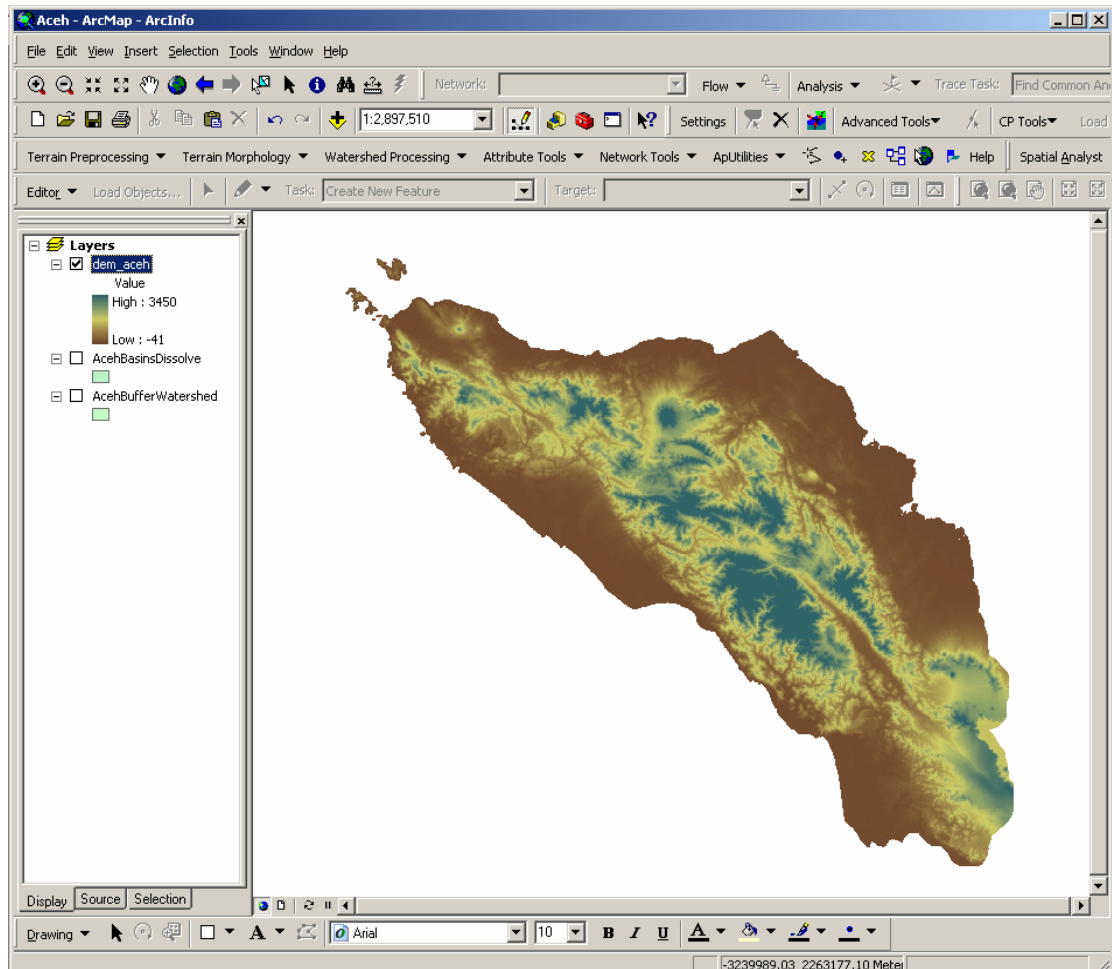 Aceh - ArcMap - ArcInfo
File Edit View Insert Selection Tools Window Help
Network: Flow Analysis Trace Task: Find Common An
1:2,897,510 Settings Advanced Tools CP Tools Load
Terrain Preprocessing Terrain Morphology Watershed Processing Attribute Tools Network Tools ApUtilities Help Spatial Analyst
Editor Load Objects... Task: Create New Feature Target:
Layers
dem_aceh
Value
High : 3450
Low : -41
AcehBasinsDissolve
AcehBufferWatershed
Display Source Selection
Drawing A Arial 10 B I U A
-3239989.03 2263177.10 Meter